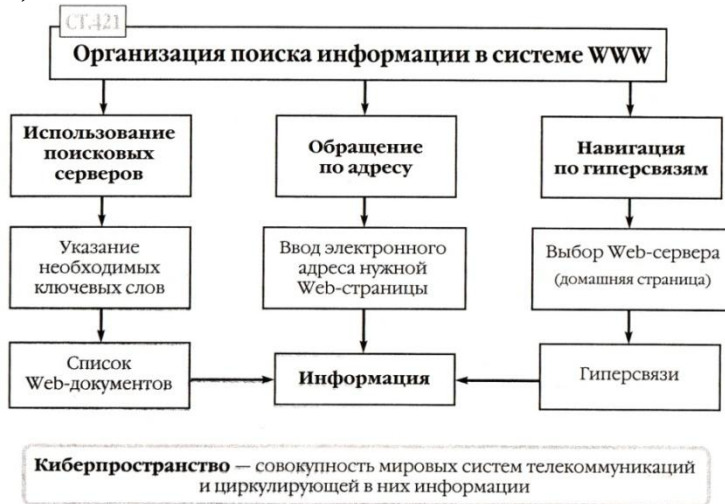 СТ.421
Организация поиска информации в системе WWW
Использование
поисковых
серверов
Обращение
по адресу
Навигация
по гиперсвязям
Указание
необходимых
ключевых слов
Ввод электронного
адреса нужной
Web-страницы
Выбор Web-сервера
(домашняя страница)
Список
Web-документов
Информация
Гиперсвязи
Киберпространство — совокупность мировых систем телекоммуникаций
и циркулирующей в них информации